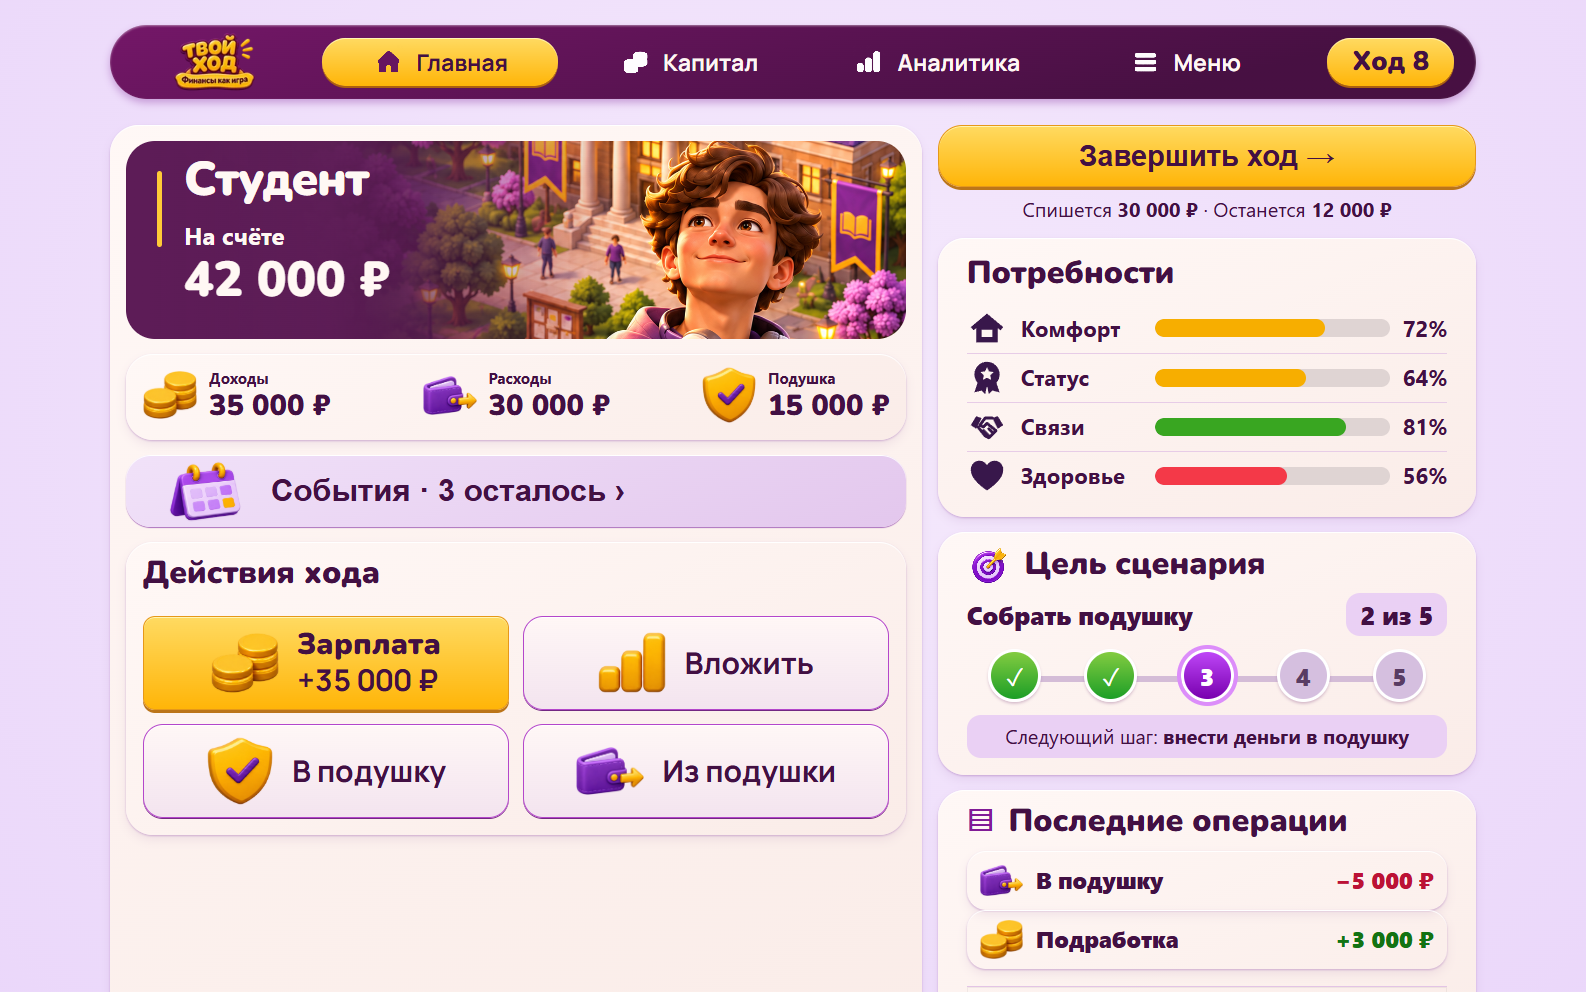 ТВОЙ
ХОД
Финансы как игра
Главная
Капитал
Аналитика
Меню
Ход 8
Студент
На счёте
42 000 ₽
Доходы
35 000 ₽
Расходы
30 000 ₽
Подушка
15 000 ₽
События · 3 осталось ›
Действия хода
Зарплата
+35 000 ₽
Вложить
В подушку
Из подушки
Завершить ход →
Спишется 30 000 ₽ · Останется 12 000 ₽
Потребности
Комфорт 72%
Статус 64%
Связи 81%
Здоровье 56%
Цель сценария
Собрать подушку 2 из 5
✓ ✓ 3 4 5
Следующий шаг: внести деньги в подушку
Последние операции
В подушку −5 000 ₽
Подработка +3 000 ₽